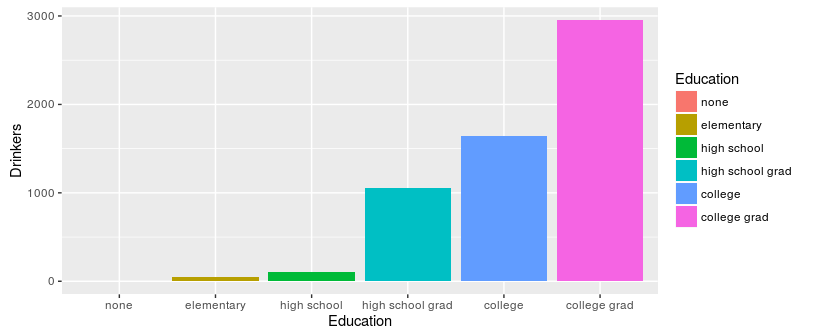 3000
2000
1000
0
Drinkers
none elementary high school high school grad college college grad
Education
Education
none
elementary
high school
high school grad
college
college grad